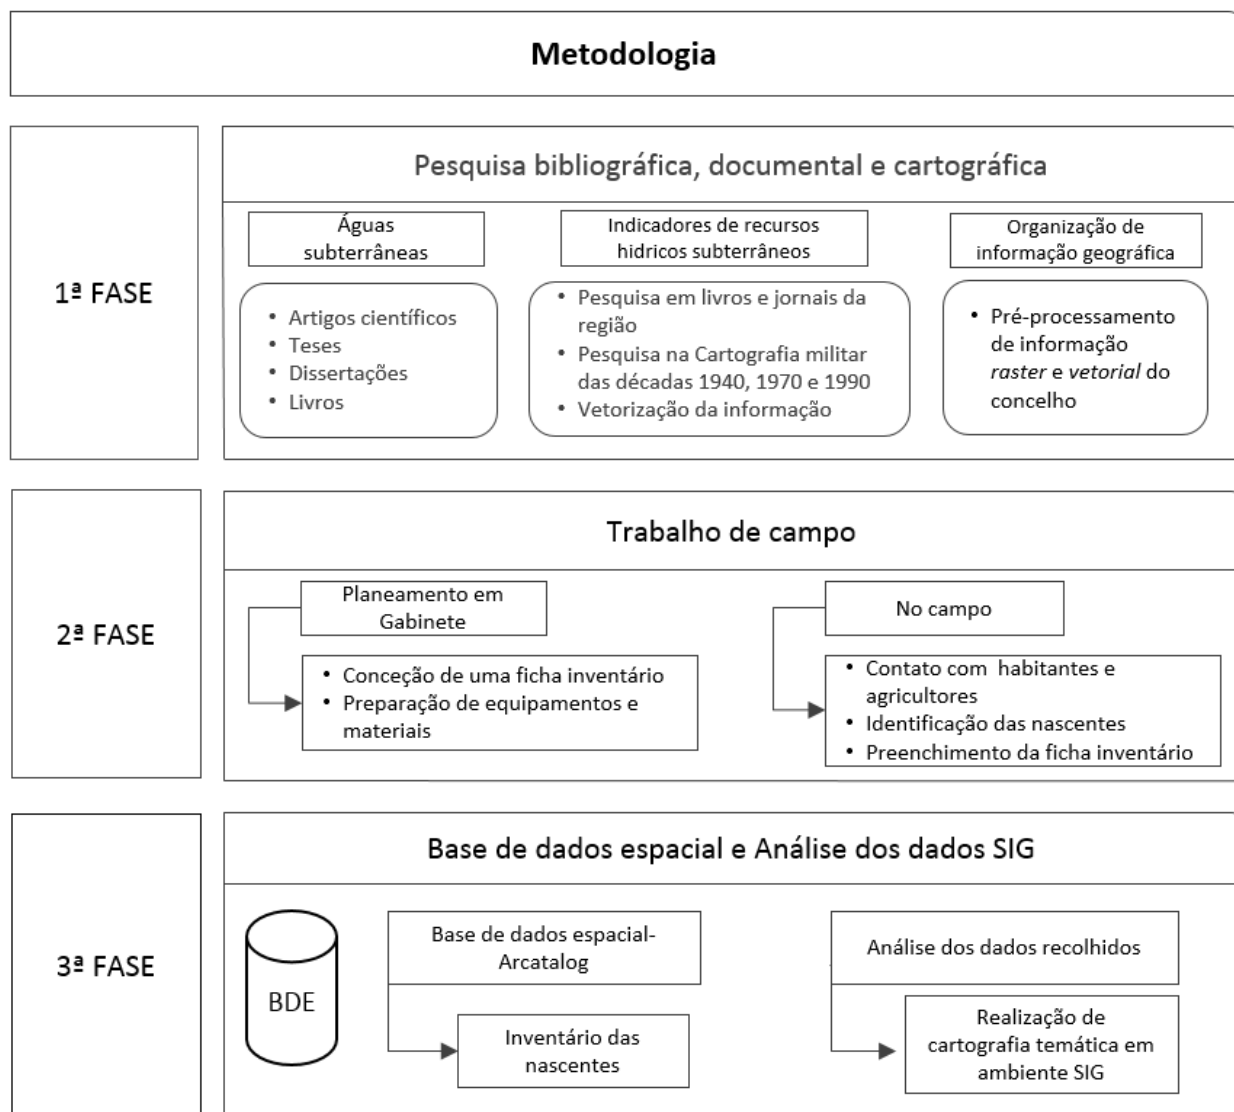 Metodologia
1ª FASE
Pesquisa bibliográfica, documental e cartográfica
Águas
subterrâneas
• Artigos científicos
• Teses
• Dissertações
• Livros
Indicadores de recursos
hidricos subterrâneos
• Pesquisa em livros e jornais da
região
• Pesquisa na Cartografia militar
das décadas 1940, 1970 e 1990
• Vetorização da informação
Organização de
informação geográfica
• Pré-processamento
de informação
raster e vetorial do
concelho
2ª FASE
Trabalho de campo
Planeamento em
Gabinete
• Conceção de uma ficha inventário
• Preparação de equipamentos e
materiais
No campo
• Contato com habitantes e
agricultores
• Identificação das nascentes
• Preenchimento da ficha inventário
3ª FASE
Base de dados espacial e Análise dos dados SIG
BDE
Base de dados espacial-
Arcatalog
Inventário das
nascentes
Análise dos dados recolhidos
Realização de
cartografia temática em
ambiente SIG